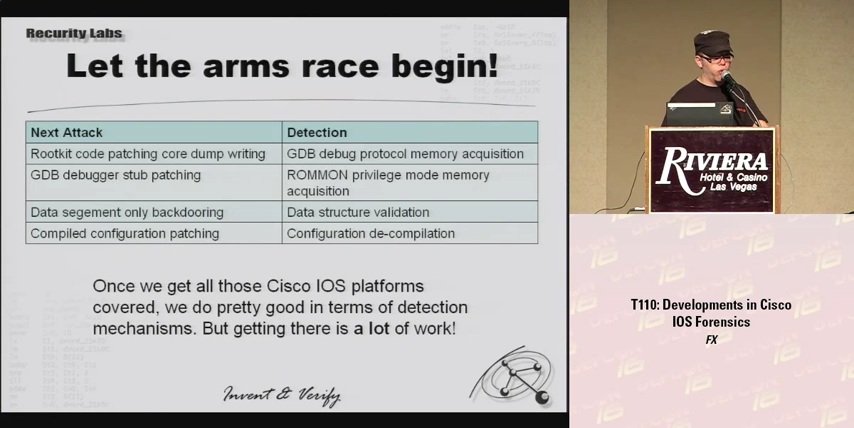 Recurity Labs
Let the arms race begin!
Next Attack Detection
Rootkit code patching core dump writing GDB debug protocol memory acquisition
GDB debugger stub patching ROMMON privilege mode memory
acquisition
Data segement only backdooring Data structure validation
Compiled configuration patching Configuration de-compilation
Once we get all those Cisco IOS platforms
covered, we do pretty good in terms of detection
mechanisms. But getting there is a lot of work!
Invent & Verify
RIVIERA
Hotel & Casino
Las Vegas
T110: Developments in Cisco
IOS Forensics
FX